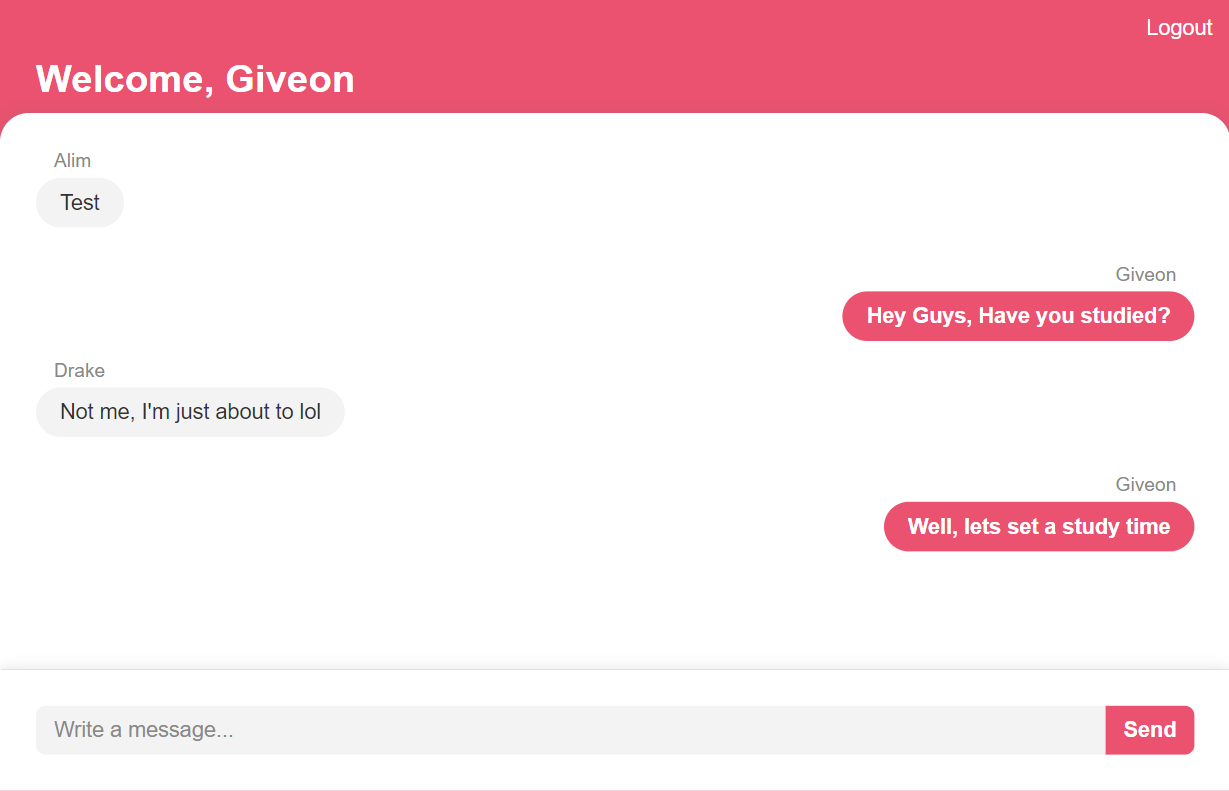 Logout
Welcome, Giveon
Alim
Test
Giveon
Hey Guys, Have you studied?
Drake
Not me, I'm just about to lol
Giveon
Well, lets set a study time
Write a message...
Send